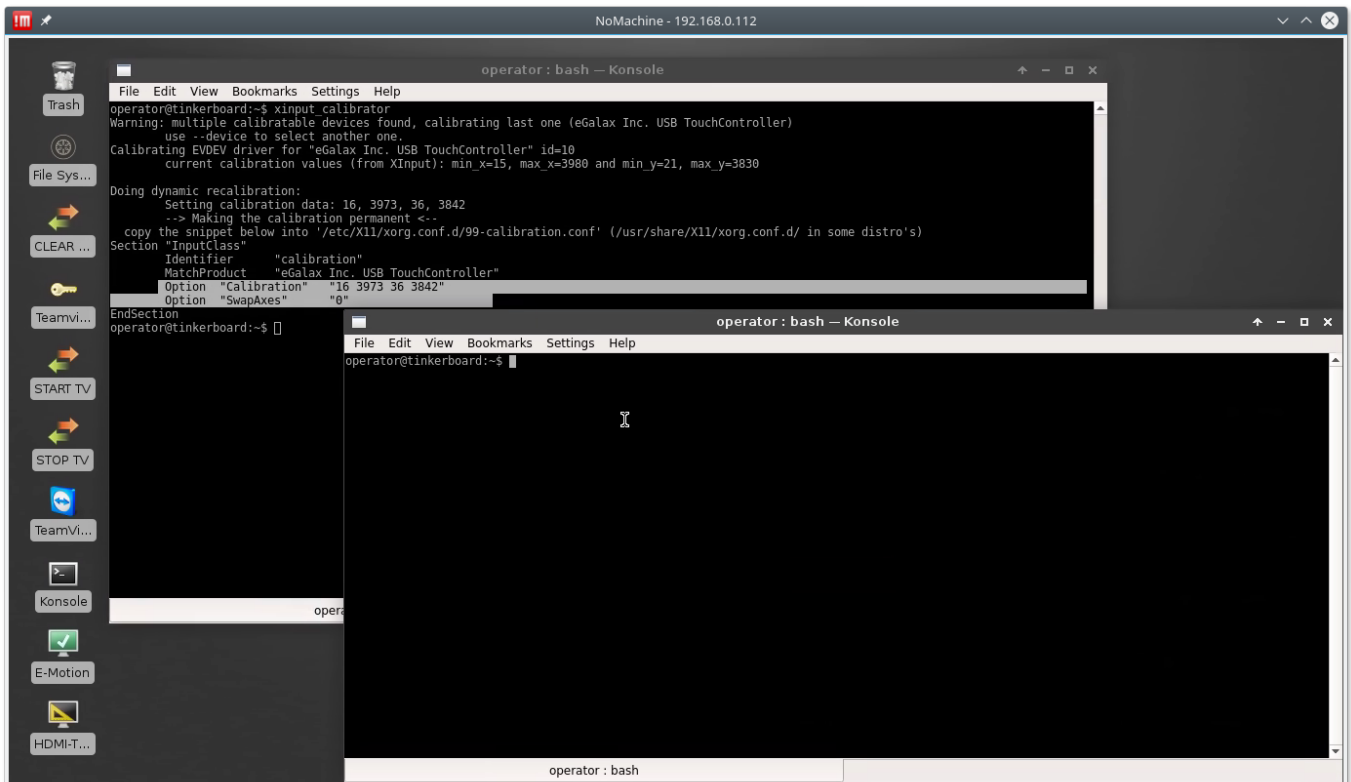 NoMachine - 192.168.0.112
Trash
File Sys...
CLEAR ...
Teamvi...
START TV
STOP TV
TeamVi...
Konsole
E-Motion
HDMI-T...
operator : bash — Konsole
File Edit View Bookmarks Settings Help
operator@tinkerboard:~$ xinput_calibrator
Warning: multiple calibratable devices found, calibrating last one (eGalax Inc. USB TouchController)
        use --device to select another one.
Calibrating EVDEV driver for "eGalax Inc. USB TouchController" id=10
        current calibration values (from XInput): min_x=15, max_x=3980 and min_y=21, max_y=3830
Doing dynamic recalibration:
        Setting calibration data: 16, 3973, 36, 3842
        --> Making the calibration permanent <--
  copy the snippet below into '/etc/X11/xorg.conf.d/99-calibration.conf' (/usr/share/X11/xorg.conf.d/ in some distro's)
Section "InputClass"
        Identifier      "calibration"
        MatchProduct    "eGalax Inc. USB TouchController"
        Option  "Calibration"   "16 3973 36 3842"
        Option  "SwapAxes"      "0"
EndSection
operator@tinkerboard:~$
opera
operator : bash — Konsole
File Edit View Bookmarks Settings Help
operator@tinkerboard:~$
operator : bash